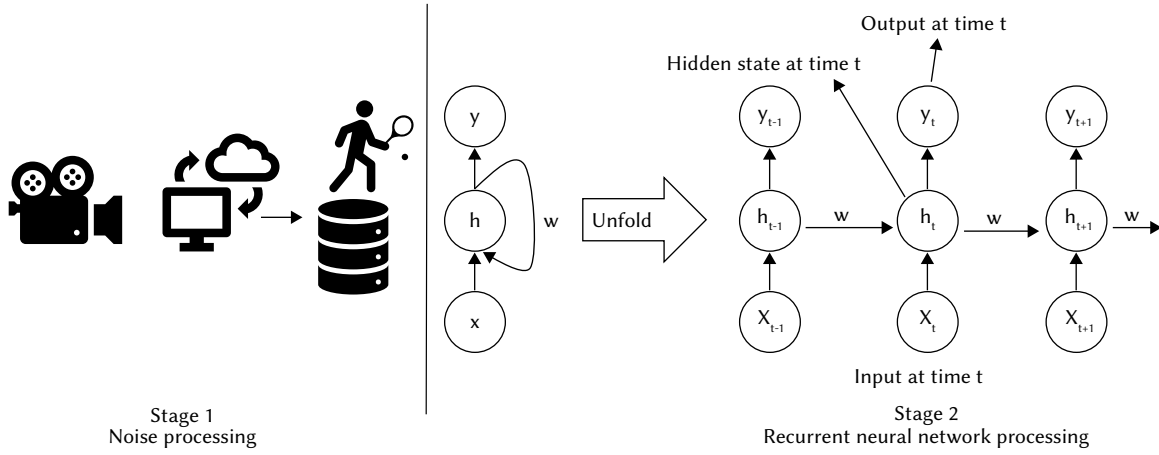 Output at time t
Hidden state at time t
y
y_{t-1}
y_t
y_{t+1}
h
w
Unfold
h_{t-1}
w
h_t
w
h_{t+1}
w
x
X_{t-1}
X_t
X_{t+1}
Input at time t
Stage 1
Noise processing
Stage 2
Recurrent neural network processing